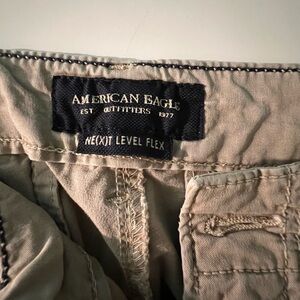 AMERICAN EAGLE
EST OUTFITTERS 1977
NE(X)T LEVEL FLEX